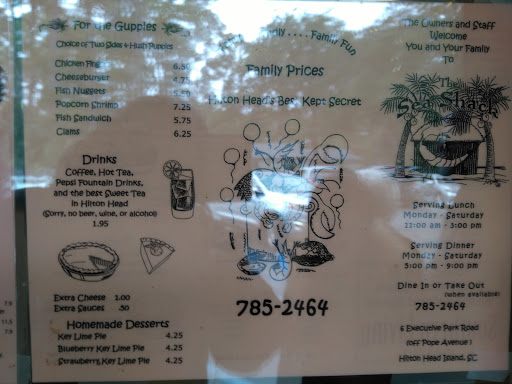 For the Guppies
Choice of Two Sides & Hush Puppies
Chicken
Cheeseburger
Fish Nuggets
Popcorn Shrimp 7.25
Fish Sandwich 5.75
Clams 6.25
Drinks
Coffee, Hot Tea,
Pepsi Fountain Drinks,
and the best Sweet Tea
in Hilton Head
(Sorry, no beer, wine, or alcohol)
1.95
Extra Cheese 1.00
Extra Sauces .50
Homemade Desserts
Key Lime Pie 4.25
Blueberry Key Lime Pie 4.25
Strawberry Key Lime Pie 4.25
Family Fun
Family Prices
Hilton Head's Best Kept Secret
785-2464
The Owners and Staff
Welcome
You and Your Family
To
The
Sea Shack
Serving Lunch
Monday - Saturday
11:00 am - 3:00 pm
Serving Dinner
Monday - Saturday
5:00 pm - 9:00 pm
Dine In or Take Out
(when available)
785-2464
6 Executive Park Road
(off Pope Avenue)
Hilton Head Island, SC